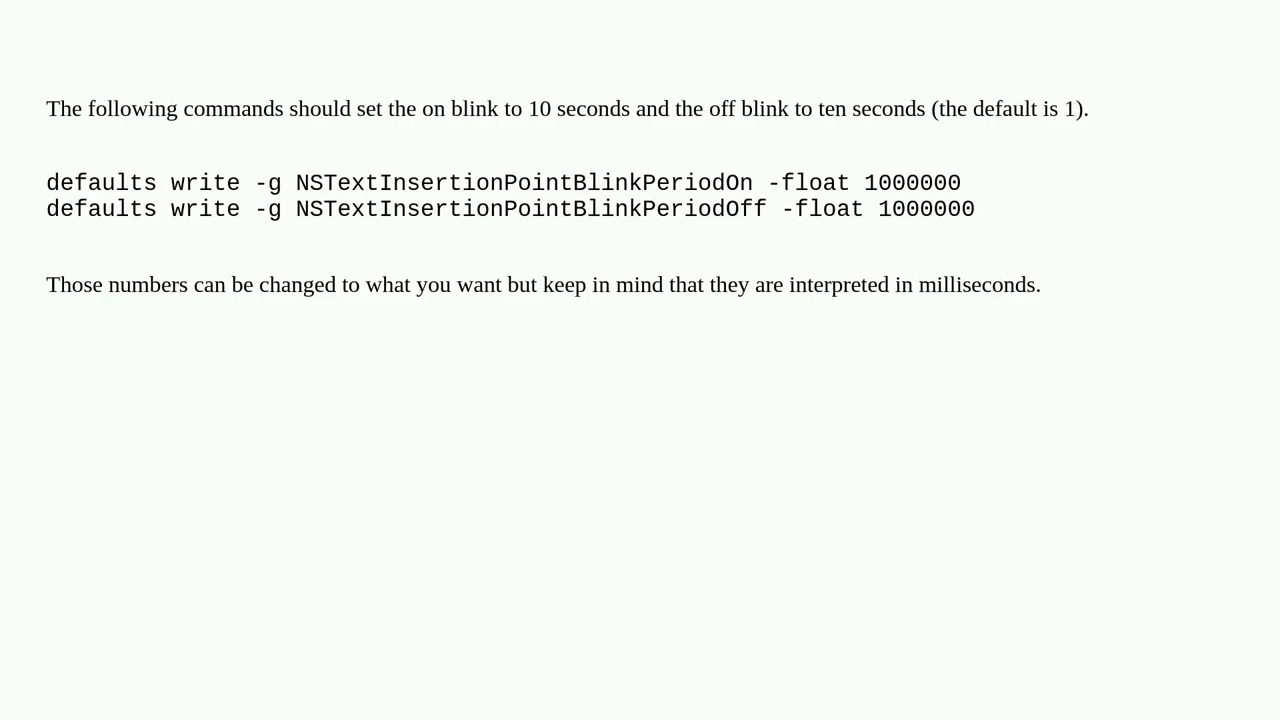 The following commands should set the on blink to 10 seconds and the off blink to ten seconds (the default is 1).
defaults write -g NSTextInsertionPointBlinkPeriodOn -float 1000000
defaults write -g NSTextInsertionPointBlinkPeriodOff -float 1000000
Those numbers can be changed to what you want but keep in mind that they are interpreted in milliseconds.